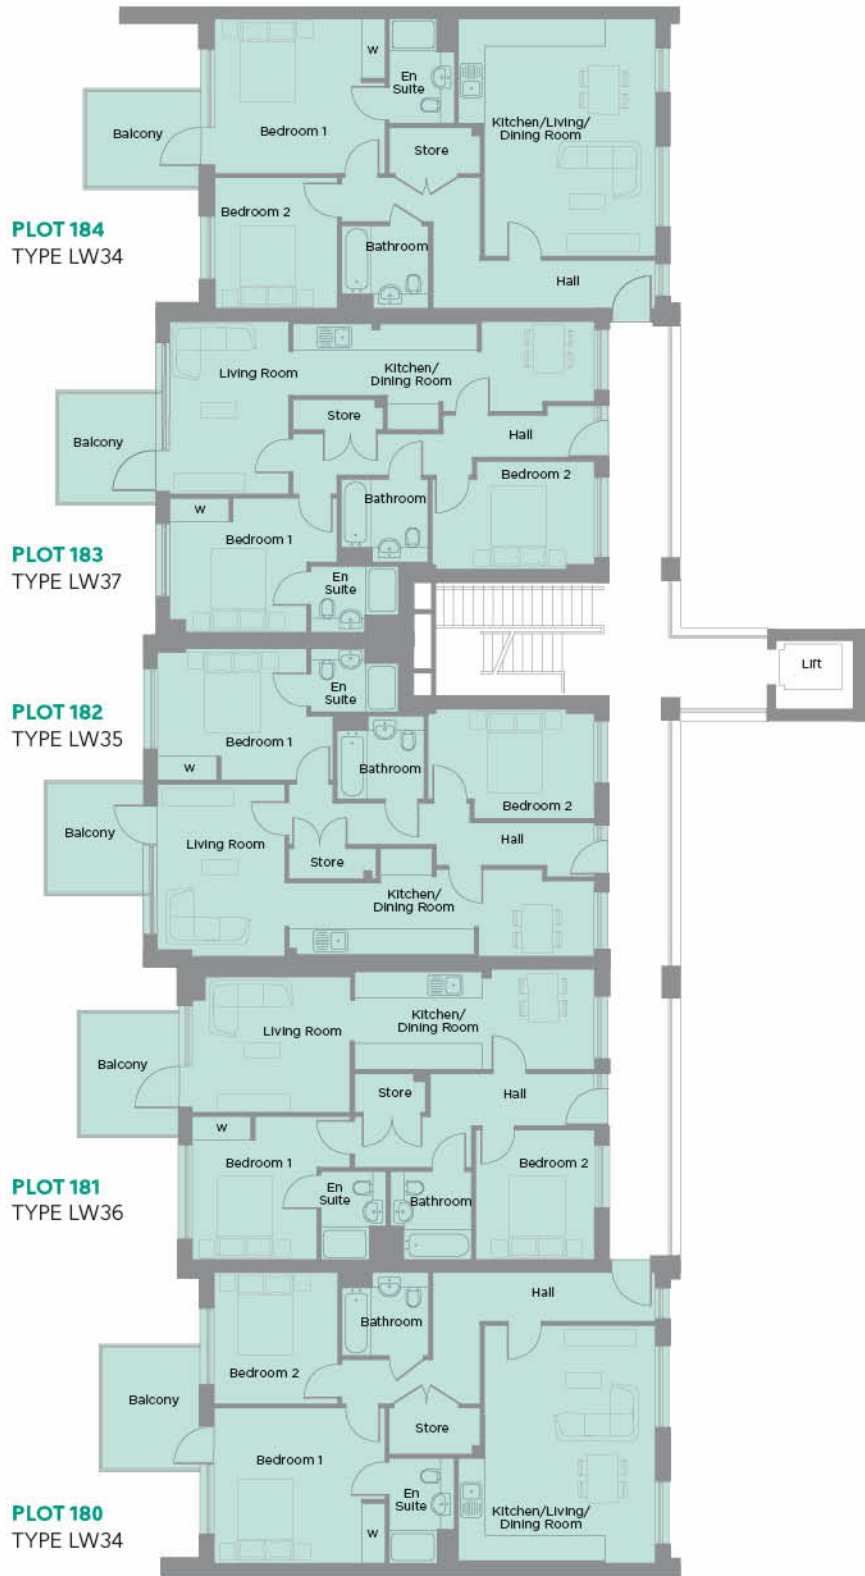 W
En
Suite
Balcony
Bedroom 1
Kitchen/Living/
Dining Room
Store
Bedroom 2
PLOT 184
TYPE LW34
Bathroom
Hall
Living Room
Kitchen/
Dining Room
Store
Balcony
Hall
Bedroom 2
Bathroom
W
Bedroom 1
PLOT 183
TYPE LW37
En
Suite
Lift
En
Suite
PLOT 182
TYPE LW35
Bedroom 1
W
Bathroom
Bedroom 2
Balcony
Living Room
Hall
Store
Kitchen/
Dining Room
Living Room
Kitchen/
Dining Room
Balcony
Store
Hall
W
Bedroom 1
Bedroom 2
PLOT 181
TYPE LW36
En
Suite
Bathroom
Hall
Bathroom
Bedroom 2
Balcony
Store
Bedroom 1
En
Suite
Kitchen/Living/
Dining Room
PLOT 180
TYPE LW34
W